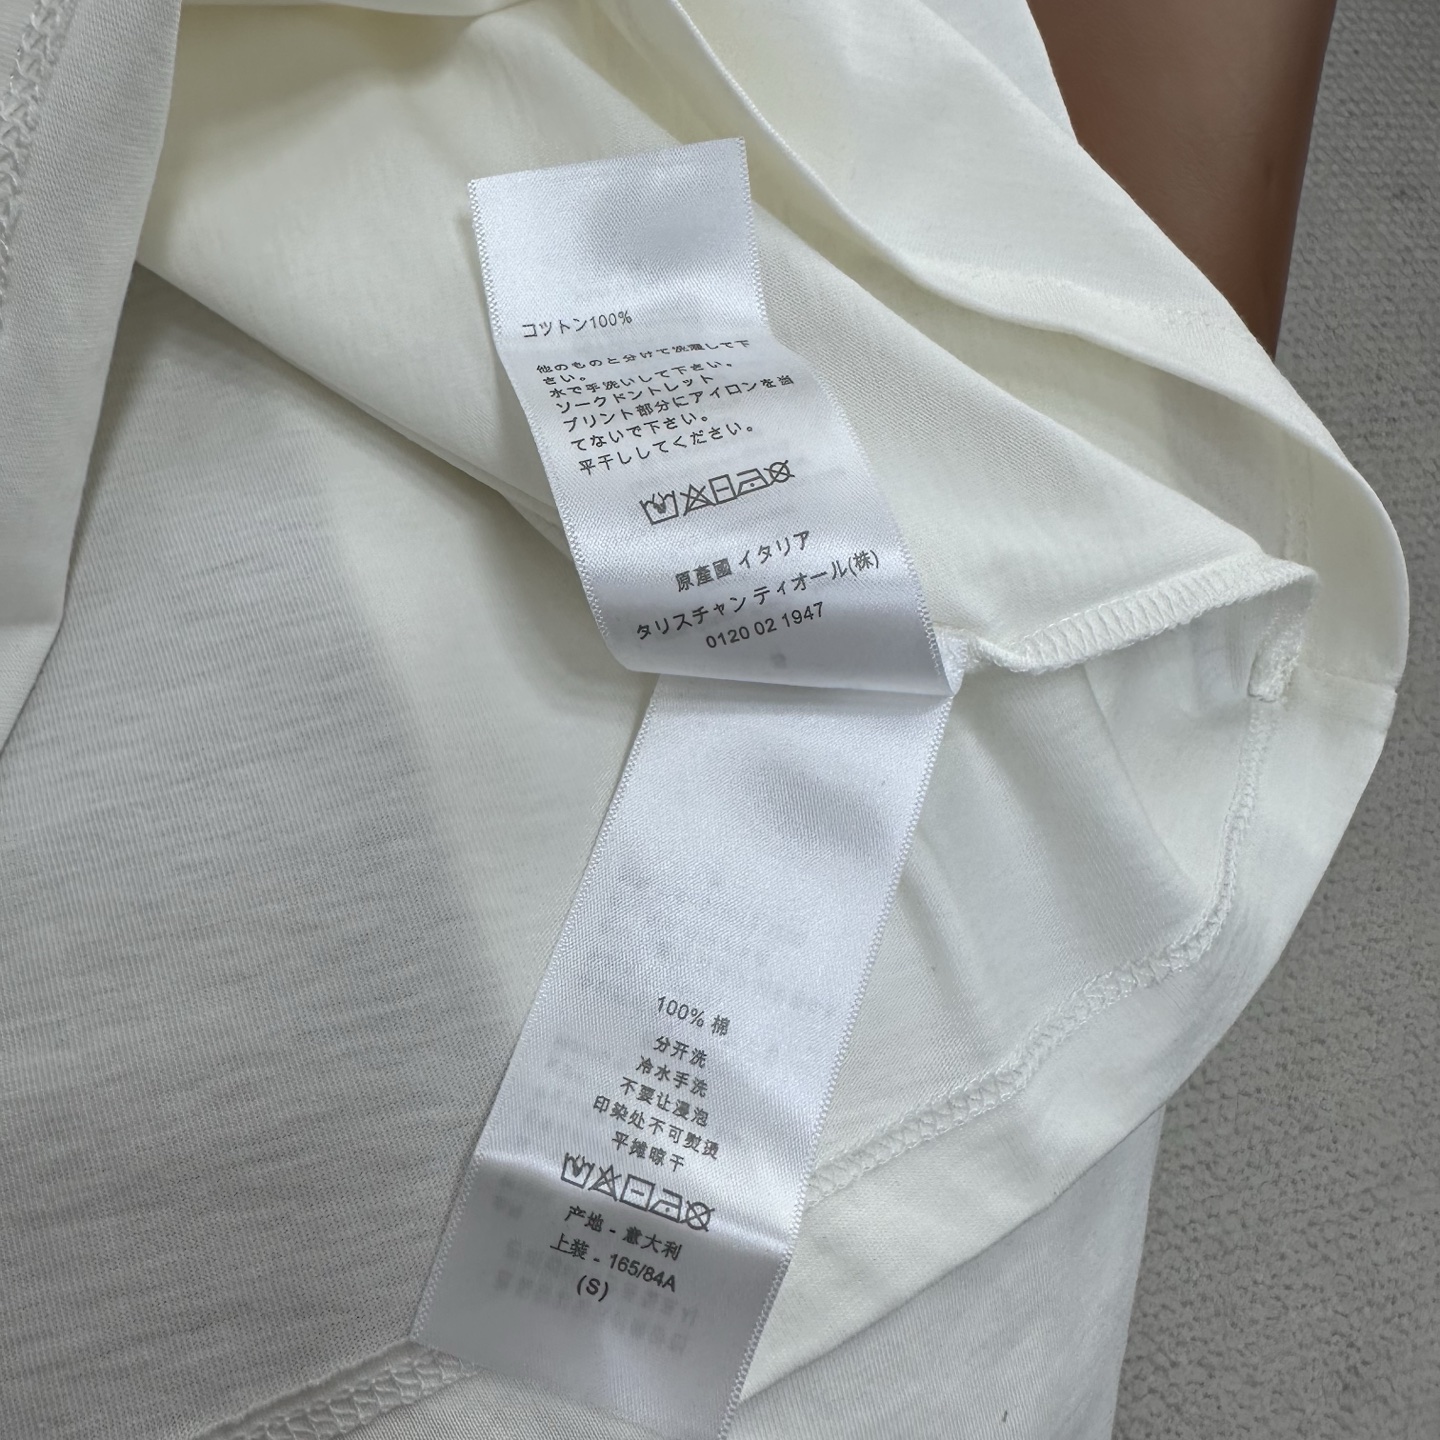 コットン100%
他のものと分けて洗濯して下
さい。
水で手洗いして下さい。
ソークドントレット
プリント部分にアイロンを当
てないで下さい。
平干ししてください。
原產國 イタリア
タリスチャン ディオール(株)
0120 02 1947
100% 棉
分开洗
冷水手洗
不要让浸泡
印染处不可熨烫
平摊晾干
产地 - 意大利
上装 - 165/84A
(S)